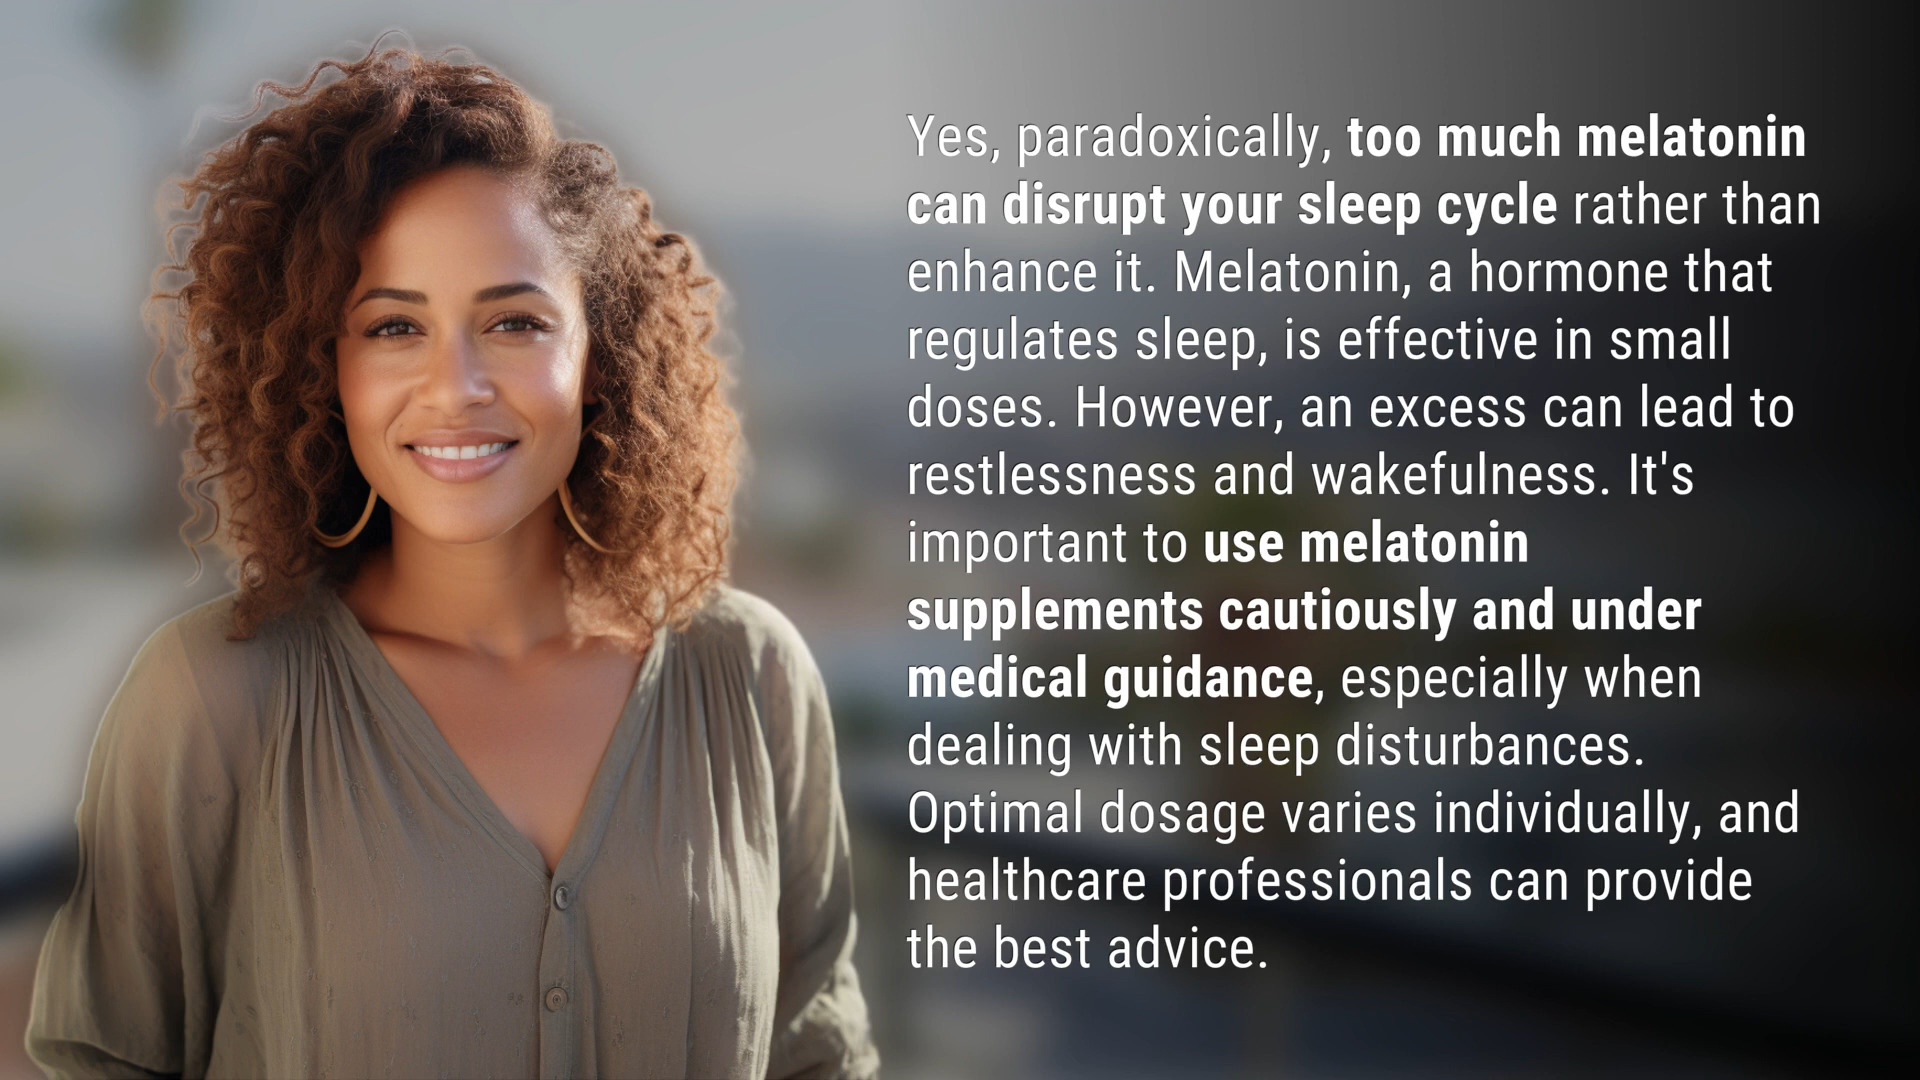 Yes, paradoxically, too much melatonin
can disrupt your sleep cycle rather than
enhance it. Melatonin, a hormone that
regulates sleep, is effective in small
doses. However, an excess can lead to
restlessness and wakefulness. It's
important to use melatonin
supplements cautiously and under
medical guidance, especially when
dealing with sleep disturbances.
Optimal dosage varies individually, and
healthcare professionals can provide
the best advice.